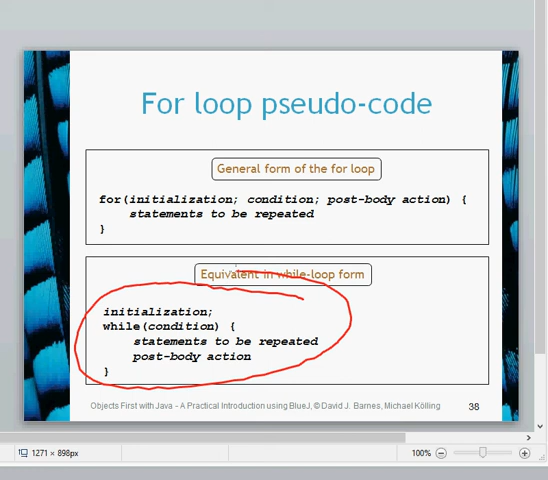 For loop pseudo-code
General form of the for loop
for(initialization; condition; post-body action) {
statements to be repeated
}
Equivalent in while-loop form
initialization;
while(condition) {
statements to be repeated
post-body action
}
Objects First with Java - A Practical Introduction using BlueJ, © David J. Barnes, Michael Kölling
38
1271 × 898px
100%